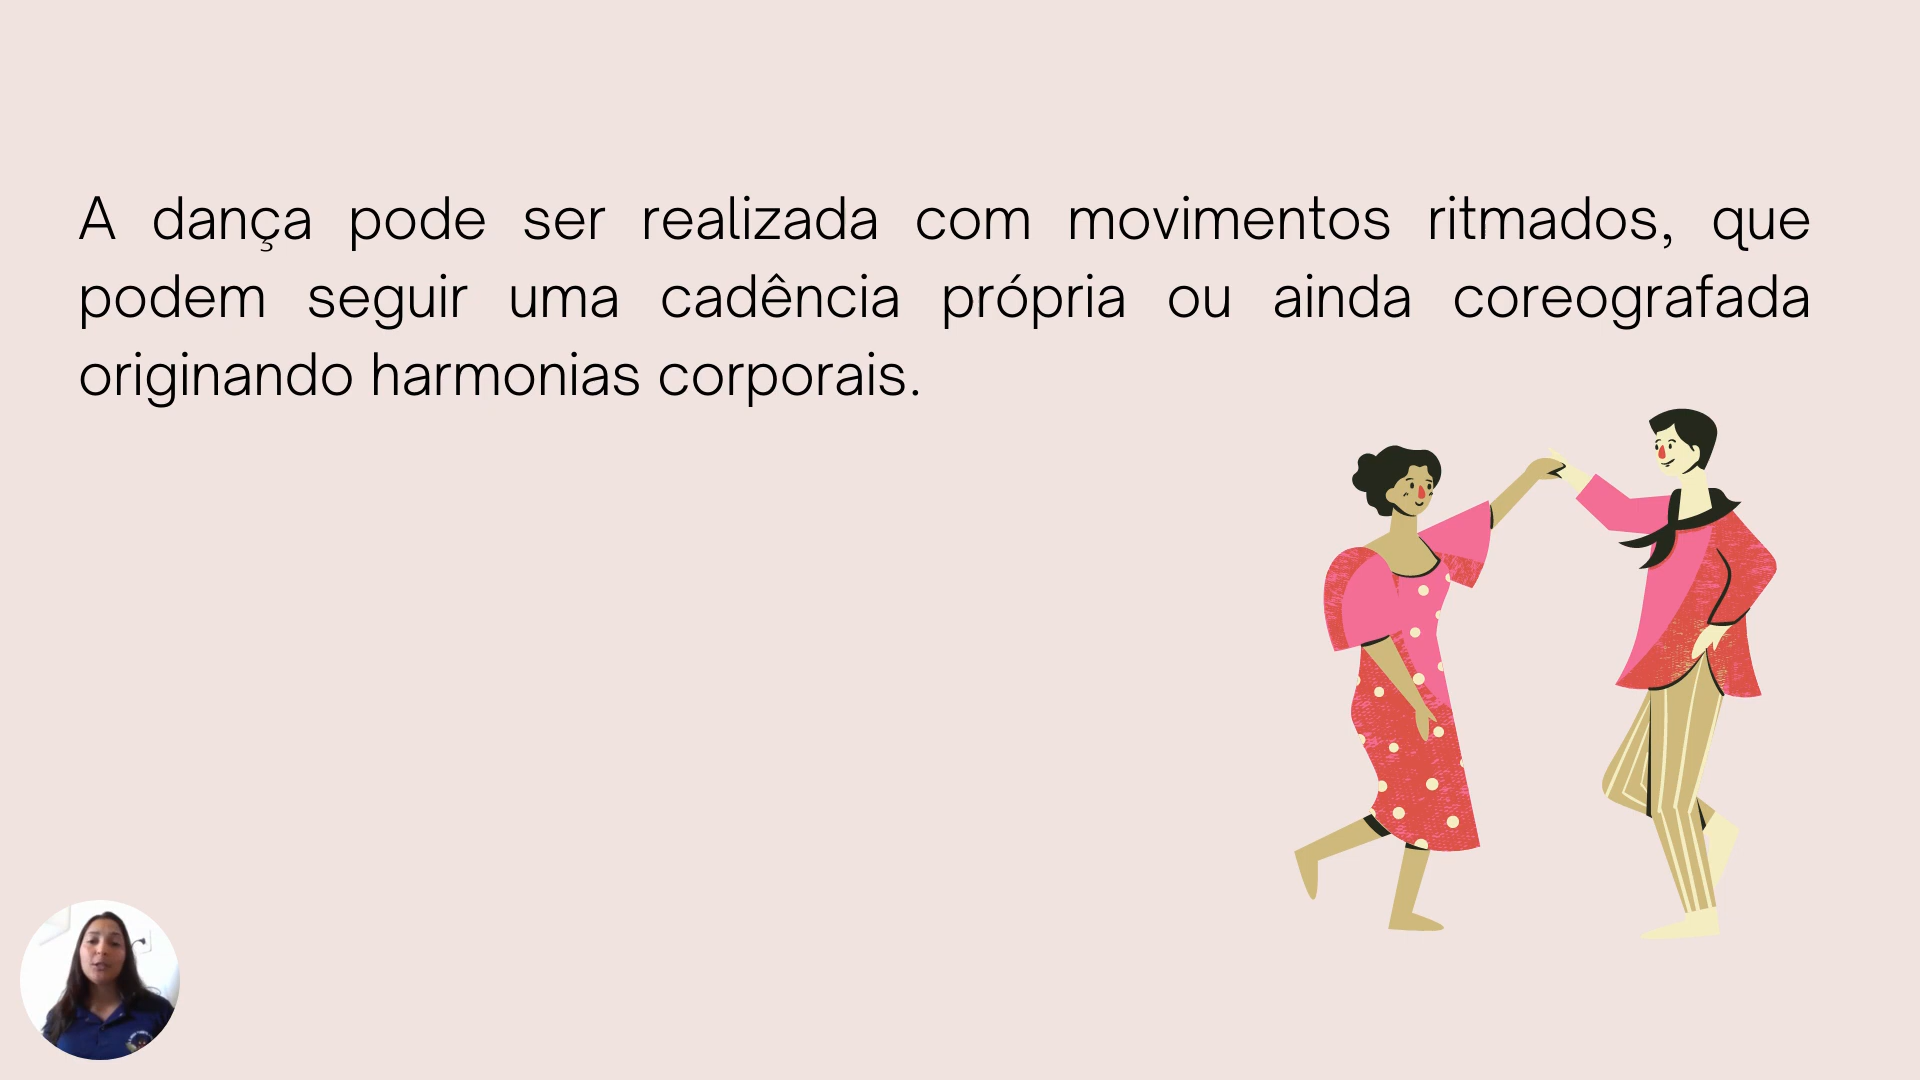 A dança pode ser realizada com movimentos ritmados, que
podem seguir uma cadência própria ou ainda coreografada
originando harmonias corporais.